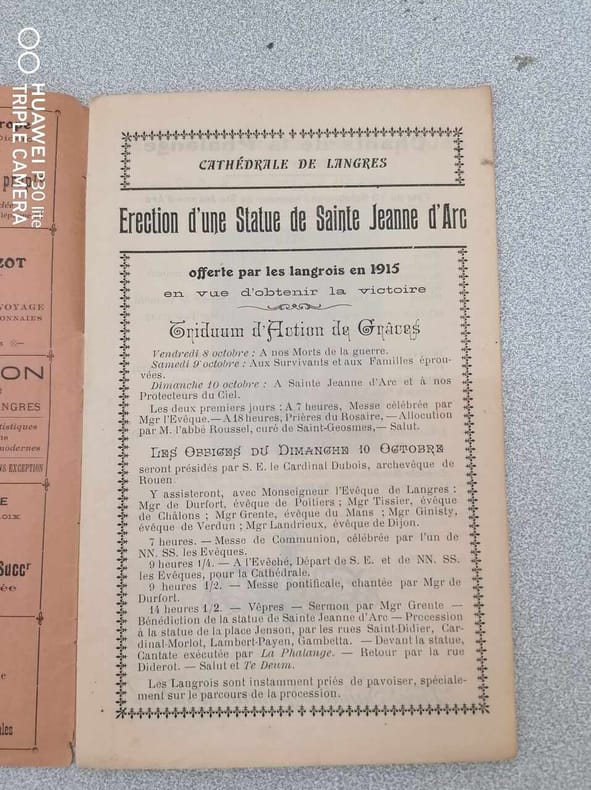 HUAWEI P30 lite
TRIPLE CAMERA
CATHÉDRALE DE LANGRES
Erection d'une Statue de Sainte Jeanne d'Arc
offerte par les langrois en 1915
en vue d'obtenir la victoire
Triduum d'Action de Grâces
Vendredi 8 octobre : A nos Morts de la guerre.
Samedi 9 octobre : Aux Survivants et aux Familles éprou-
vées.
Dimanche 10 octobre : A Sainte Jeanne d'Arc et à nos
Protecteurs du Ciel.
Les deux premiers jours : A 7 heures, Messe célébrée par
Mgr l'Evêque. — A 18 heures, Prières du Rosaire, — Allocution
par M. l'abbé Roussel, curé de Saint-Geosmes, — Salut.
Les Offices du Dimanche 10 Octobre
seront présidés par S. E. le Cardinal Dubois, archevêque de
Rouen.
Y assisteront, avec Monseigneur l'Evêque de Langres :
Mgr de Durfort, évêque de Poitiers ; Mgr Tissier, évêque
de Châlons ; Mgr Grente, évêque du Mans ; Mgr Ginisty,
évêque de Verdun ; Mgr Landrieux, évêque de Dijon.
7 heures. — Messe de Communion, célébrée par l'un de
NN. SS. les Evêques.
9 heures 1/4. — A l'Evêché, Départ de S. E. et de NN. SS.
les Evêques, pour la Cathédrale.
9 heures 1/2. — Messe pontificale, chantée par Mgr de
Durfort.
14 heures 1/2. — Vêpres — Sermon par Mgr Grente —
Bénédiction de la statue de Sainte Jeanne d'Arc — Procession
à la statue de la place Jenson, par les rues Saint-Didier, Car-
dinal-Morlot, Lambert-Payen, Gambetta. — Devant la statue,
Cantate exécutée par La Phalange. — Retour par la rue
Diderot. — Salut et Te Deum.
Les Langrois sont instamment priés de pavoiser, spéciale-
ment sur le parcours de la procession.
ZOT
VOYAGE
ON
NGRES
tistiques
modernes
NS EXCEPTION
Succr